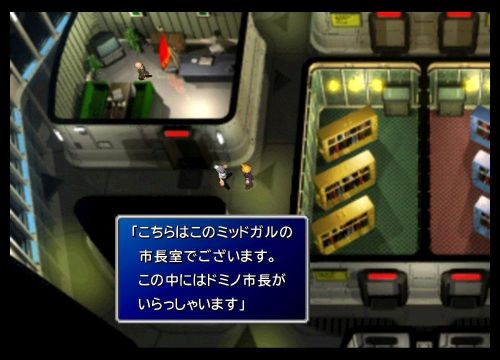 「こちらはこのミッドガルの
市長室でございます。
この中にはドミノ市長が
いらっしゃいます」